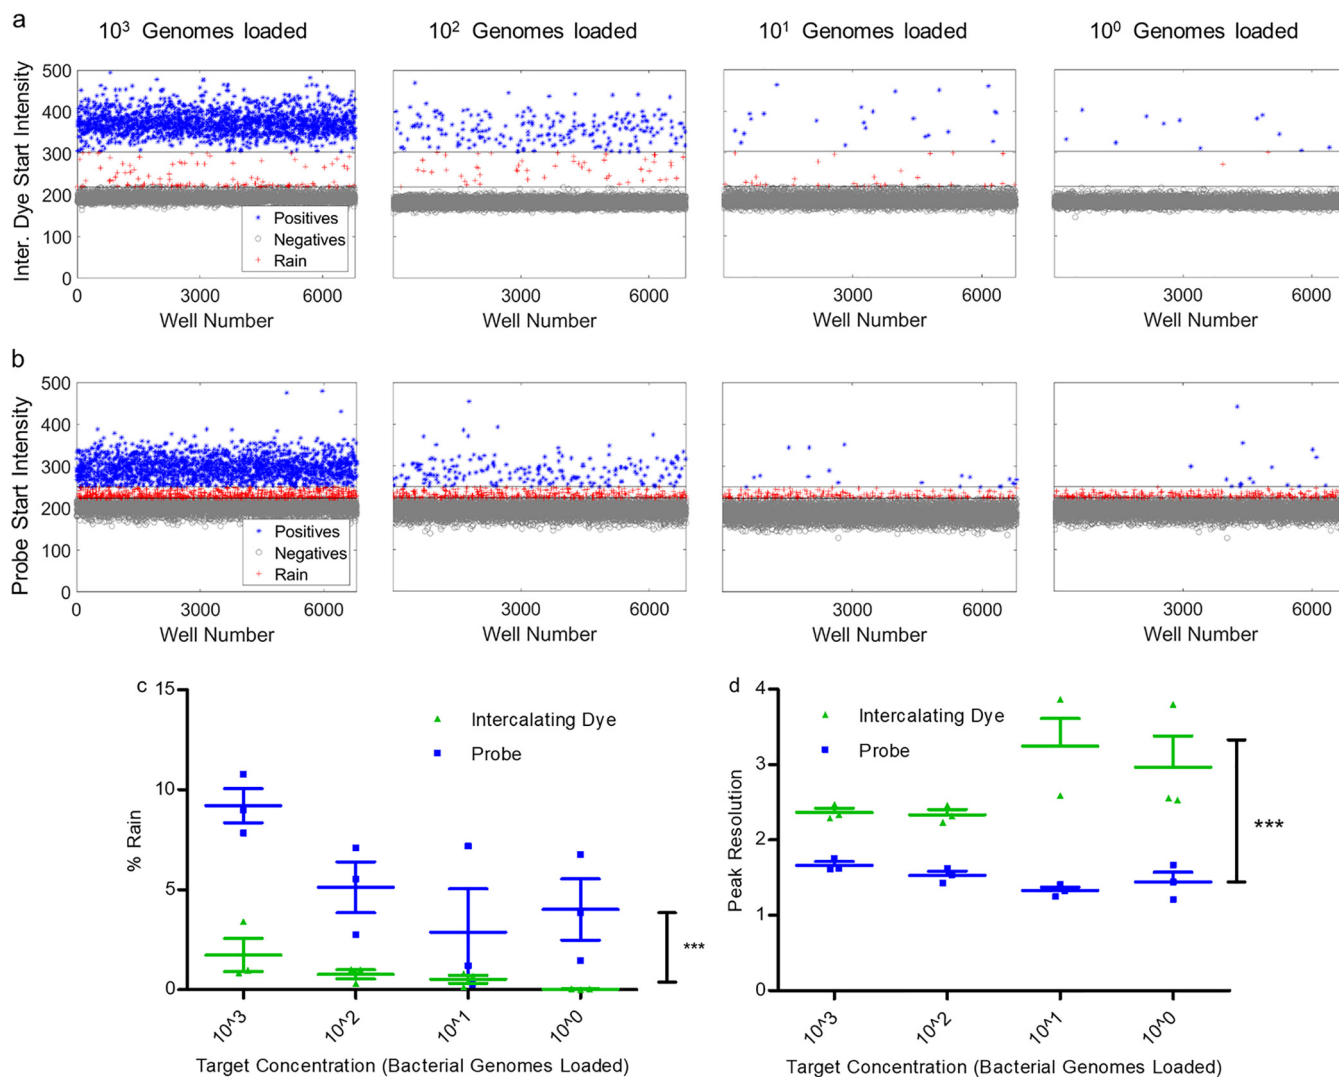 a
10³ Genomes loaded
10² Genomes loaded
10¹ Genomes loaded
10⁰ Genomes loaded
Inter. Dye Start Intensity
500
400
300
200
100
0
Positives
Negatives
Rain
0 3000 6000
3000 6000
3000 6000
3000 6000
Well Number
Well Number
Well Number
Well Number
b
Probe Start Intensity
500
400
300
200
100
0
Positives
Negatives
Rain
0 3000 6000
3000 6000
3000 6000
3000 6000
Well Number
Well Number
Well Number
Well Number
c
% Rain
15
10
5
0
Intercalating Dye
Probe
***
10^3
10^2
10^1
10^0
Target Concentration (Bacterial Genomes Loaded)
d
Peak Resolution
4
3
2
1
0
Intercalating Dye
Probe
***
10^3
10^2
10^1
10^0
Target Concentration (Bacterial Genomes Loaded)